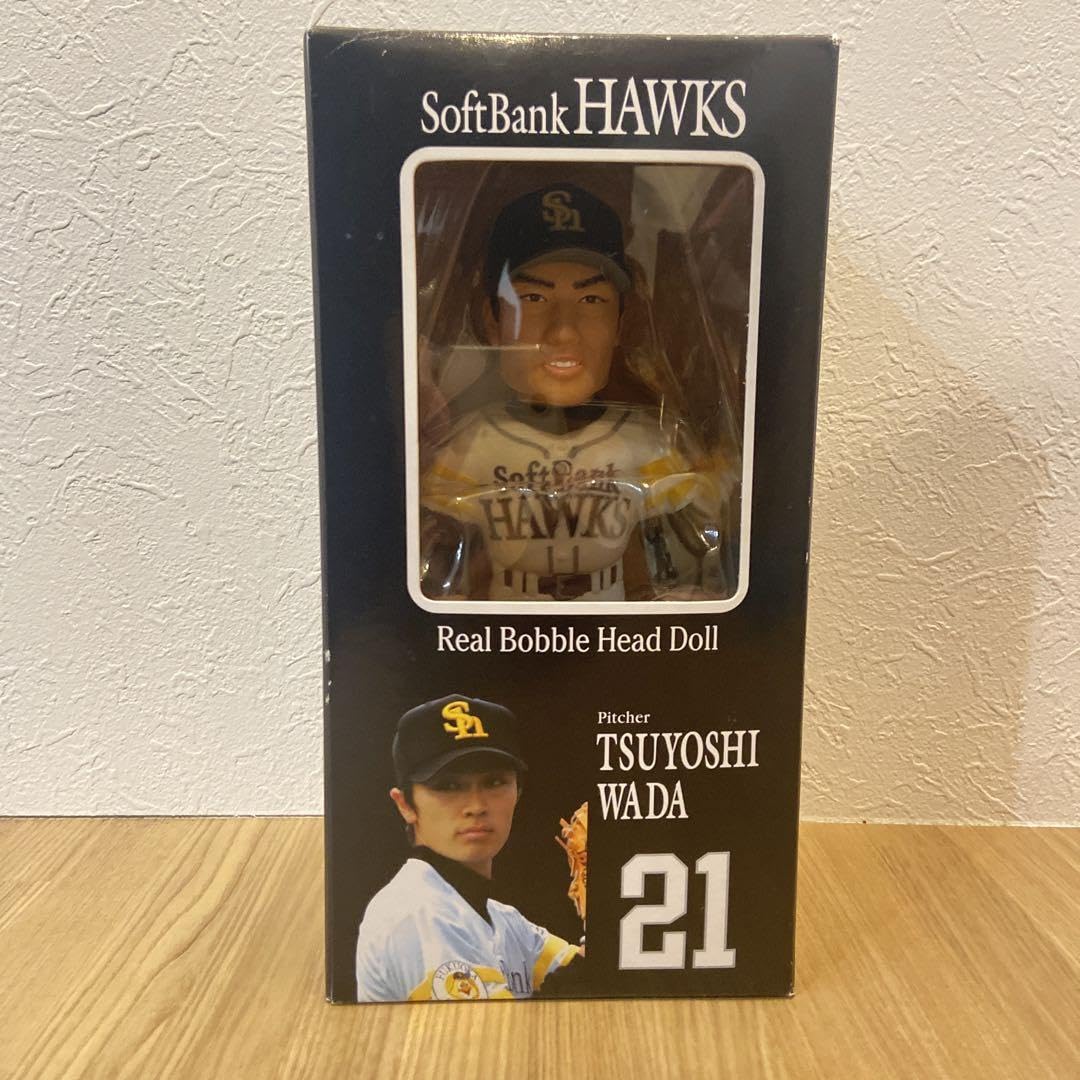 SoftBank HAWKS
Sh
SoftBank
HAWKS
Real Bobble Head Doll
Sh
Pitcher
TSUYOSHI
WADA
21